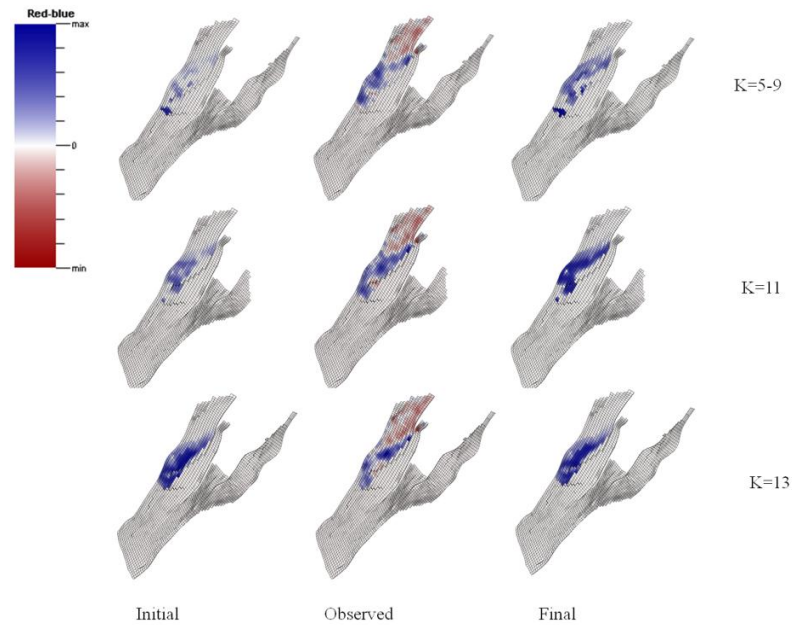 Red-blue
max
0
min
K=5-9
K=11
K=13
Initial Observed Final